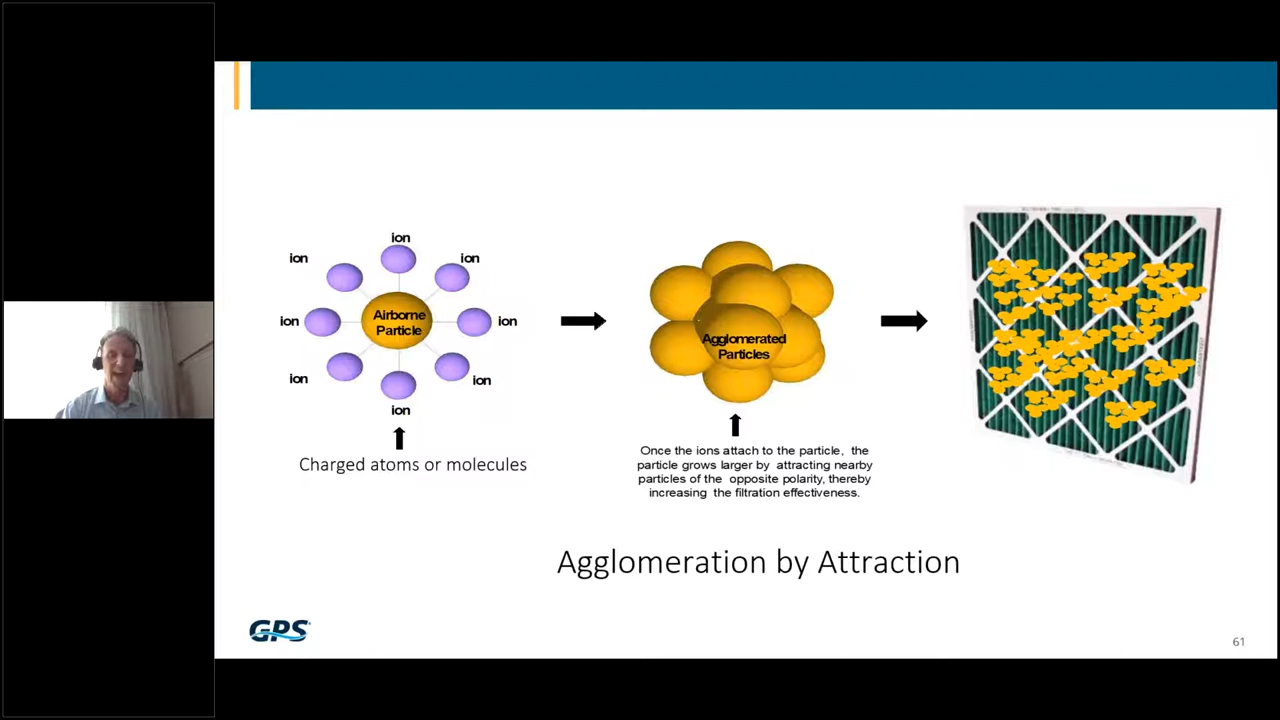 ion
ion
ion
ion
Airborne
Particle
ion
ion
ion
ion
Charged atoms or molecules
Agglomerated
Particles
Once the ions attach to the particle, the
particle grows larger by attracting nearby
particles of the opposite polarity, thereby
increasing the filtration effectiveness.
Agglomeration by Attraction
GPS
61